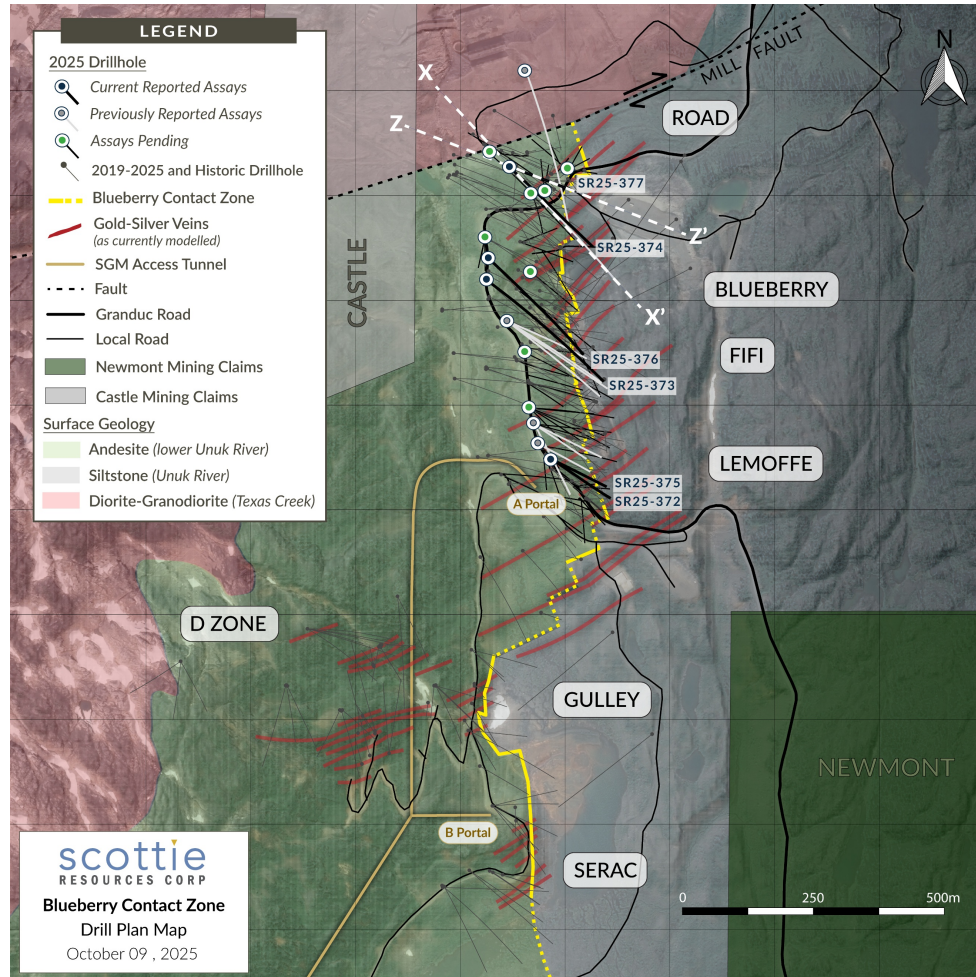 LEGEND
2025 Drillhole
Current Reported Assays
Previously Reported Assays
Assays Pending
2019-2025 and Historic Drillhole
Blueberry Contact Zone
Gold-Silver Veins
(as currently modelled)
SGM Access Tunnel
Fault
Granduc Road
Local Road
Newmont Mining Claims
Castle Mining Claims
Surface Geology
Andesite (lower Unuk River)
Siltstone (Unuk River)
Diorite-Granodiorite (Texas Creek)
N
MILL FAULT
X
Z
ROAD
SR25-377
Z'
SR25-374
CASTLE
BLUEBERRY
X'
SR25-376
FIFI
SR25-373
LEMOFFE
SR25-375
SR25-372
A Portal
D ZONE
GULLEY
NEWMONT
B Portal
SERAC
0 250 500m
scottie
RESOURCES CORP
Blueberry Contact Zone
Drill Plan Map
October 09 , 2025